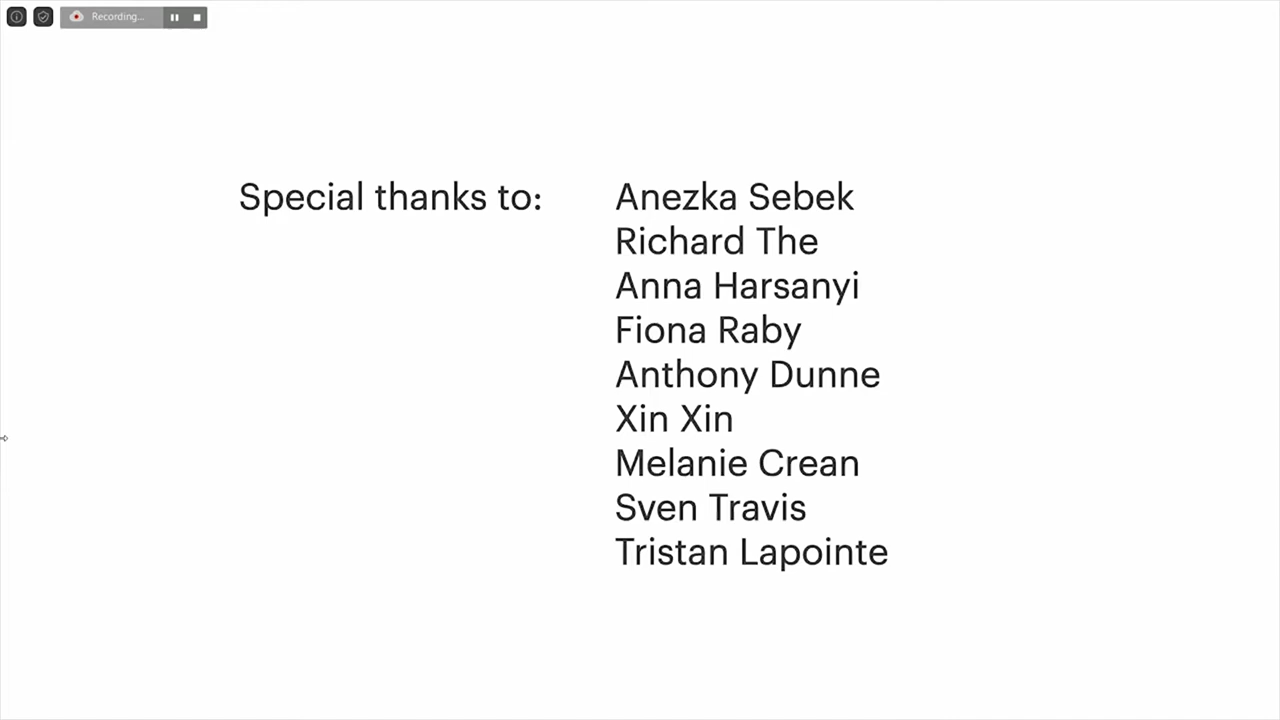 Recording...
Special thanks to: Anezka Sebek
Richard The
Anna Harsanyi
Fiona Raby
Anthony Dunne
Xin Xin
Melanie Crean
Sven Travis
Tristan Lapointe